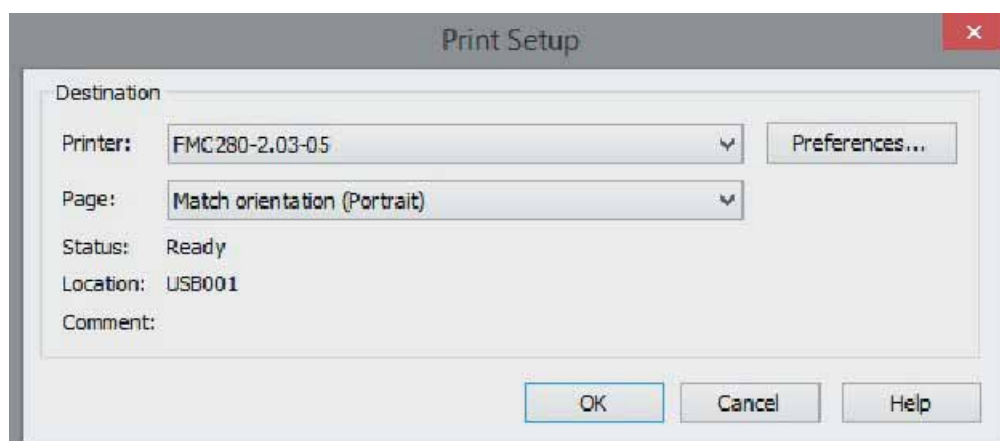 Print Setup
Destination
Printer: FMC280-2.03-05 Preferences...
Page: Match orientation (Portrait)
Status: Ready
Location: USB001
Comment:
OK Cancel Help